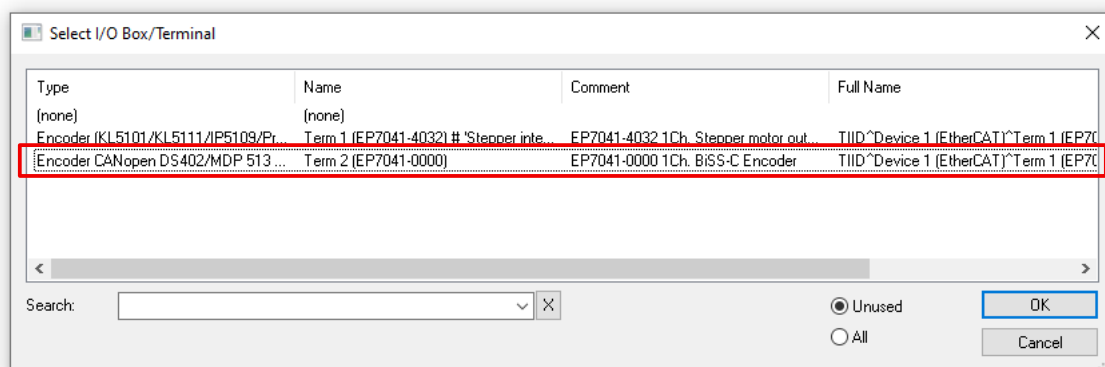 Select I/O Box/Terminal
Type Name Comment Full Name
(none) (none)
Encoder (KL5101/KL5111/IP5109/Pr... Term 1 (EP7041-4032) # 'Stepper inte... EP7041-4032 1Ch. Stepper motor out... TIID^Device 1 (EtherCAT)^Term 1 (EP70
Encoder CANopen DS402/MDP 513 ... Term 2 (EP7041-0000) EP7041-0000 1Ch. BiSS-C Encoder TIID^Device 1 (EtherCAT)^Term 1 (EP70
Search: X Unused OK
All Cancel